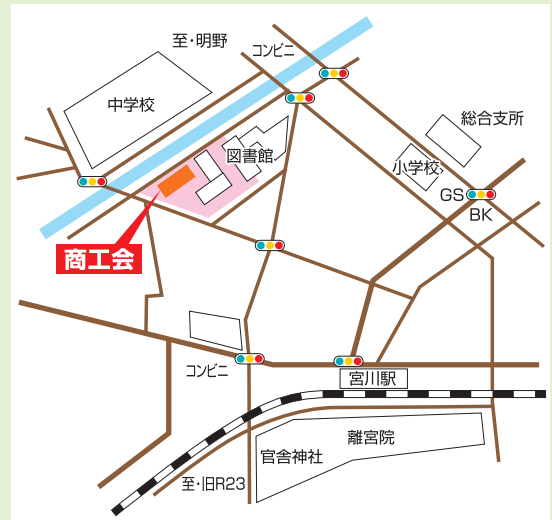 至・明野
コンビニ
中学校
総合支所
図書館
小学校
GS
BK
商工会
コンビニ
宮川駅
離宮院
官舎神社
至・旧R23